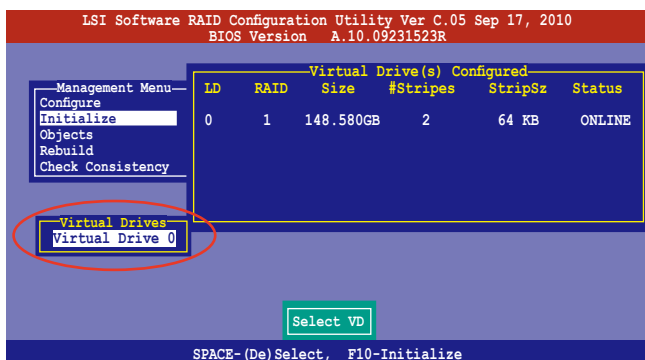 LSI Software RAID Configuration Utility Ver C.05 Sep 17, 2010
BIOS Version A.10.09231523R
Virtual Drive(s) Configured
LD RAID Size #Stripes StripSz Status
0 1 148.580GB 2 64 KB ONLINE
Management Menu
Configure
Initialize
Objects
Rebuild
Check Consistency
Virtual Drives
Virtual Drive 0
Select VD
SPACE-(De)Select, F10-Initialize